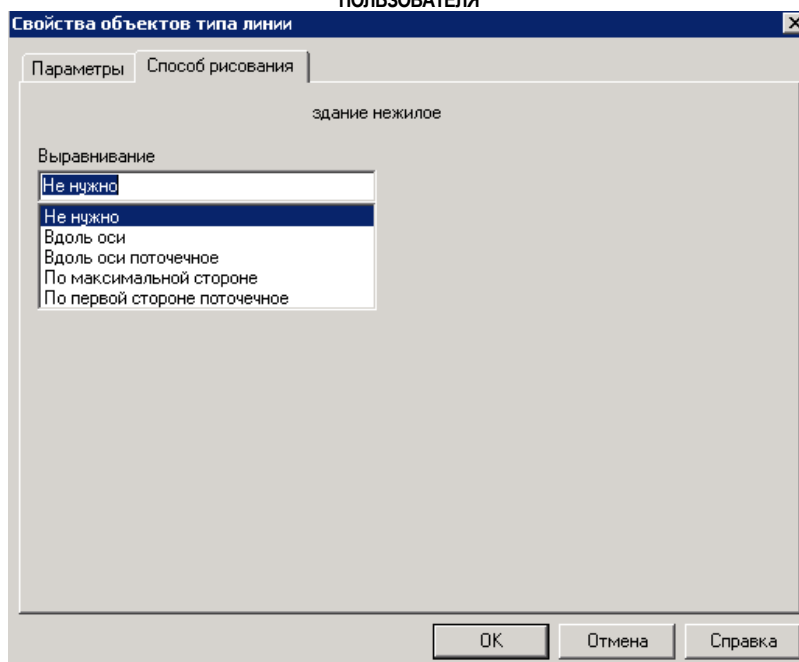 ПОЛЬЗОВАТЕЛЯ
Свойства объектов типа линии
Параметры Способ рисования
здание нежилое
Выравнивание
Не нужно
Не нужно
Вдоль оси
Вдоль оси поточечное
По максимальной стороне
По первой стороне поточечное
OK Отмена Справка